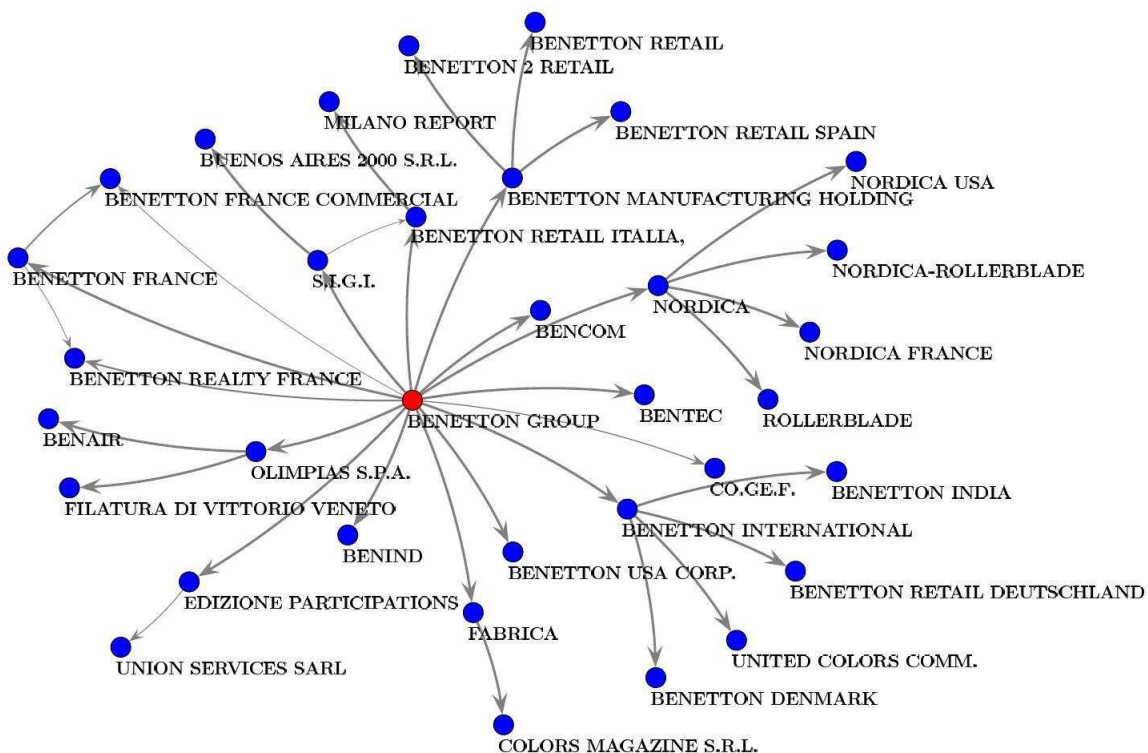 BENETTON RETAIL
BENETTON 2 RETAIL
MILANO REPORT
BENETTON RETAIL SPAIN
BUENOS AIRES 2000 S.R.L.
NORDICA USA
BENETTON FRANCE COMMERCIAL
BENETTON MANUFACTURING HOLDING
BENETTON RETAIL ITALIA,
NORDICA-ROLLERBLADE
BENETTON FRANCE
S.I.G.I.
NORDICA
BENCOM
NORDICA FRANCE
BENETTON REALTY FRANCE
BENETTON GROUP
BENTEC
ROLLERBLADE
BENAIR
OLIMPIAS S.P.A.
CO.GE.F.
BENETTON INDIA
FILATURA DI VITTORIO VENETO
BENETTON INTERNATIONAL
BENIND
BENETTON USA CORP.
BENETTON RETAIL DEUTSCHLAND
EDIZIONE PARTICIPATIONS
FABRICA
UNION SERVICES SARL
UNITED COLORS COMM.
BENETTON DENMARK
COLORS MAGAZINE S.R.L.